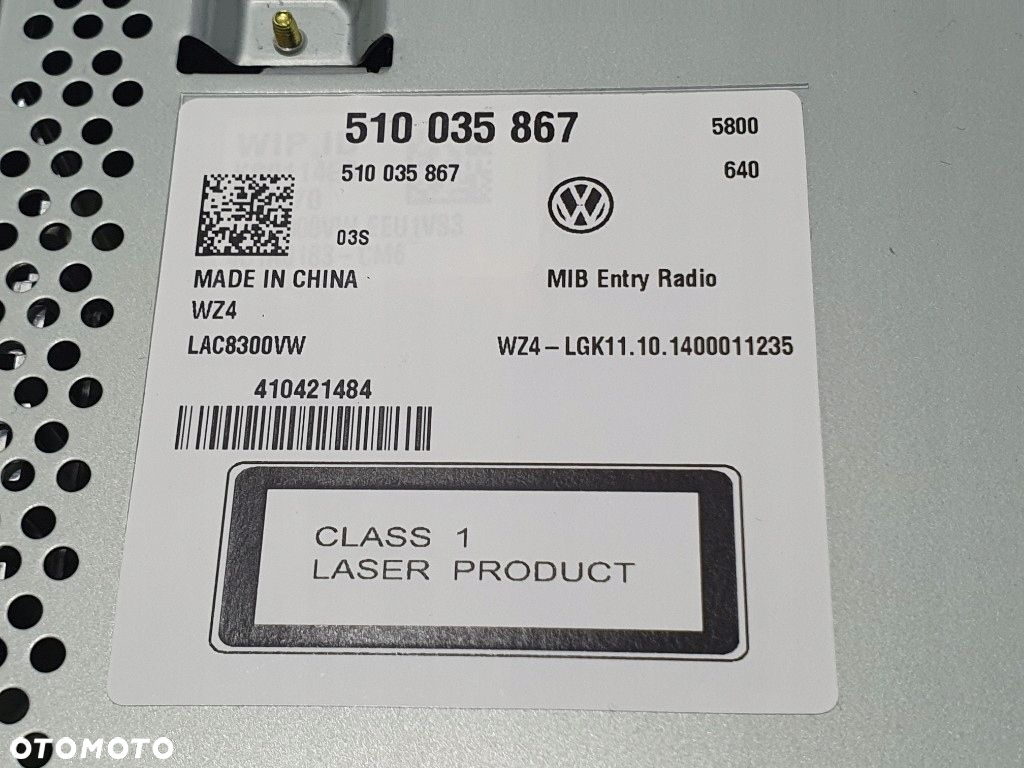 510 035 867
5800
510 035 867
640
03S
MADE IN CHINA
MIB Entry Radio
WZ4
LAC8300VW
WZ4-LGK11.10.1400011235
410421484
CLASS 1
LASER PRODUCT
OTOMOTO